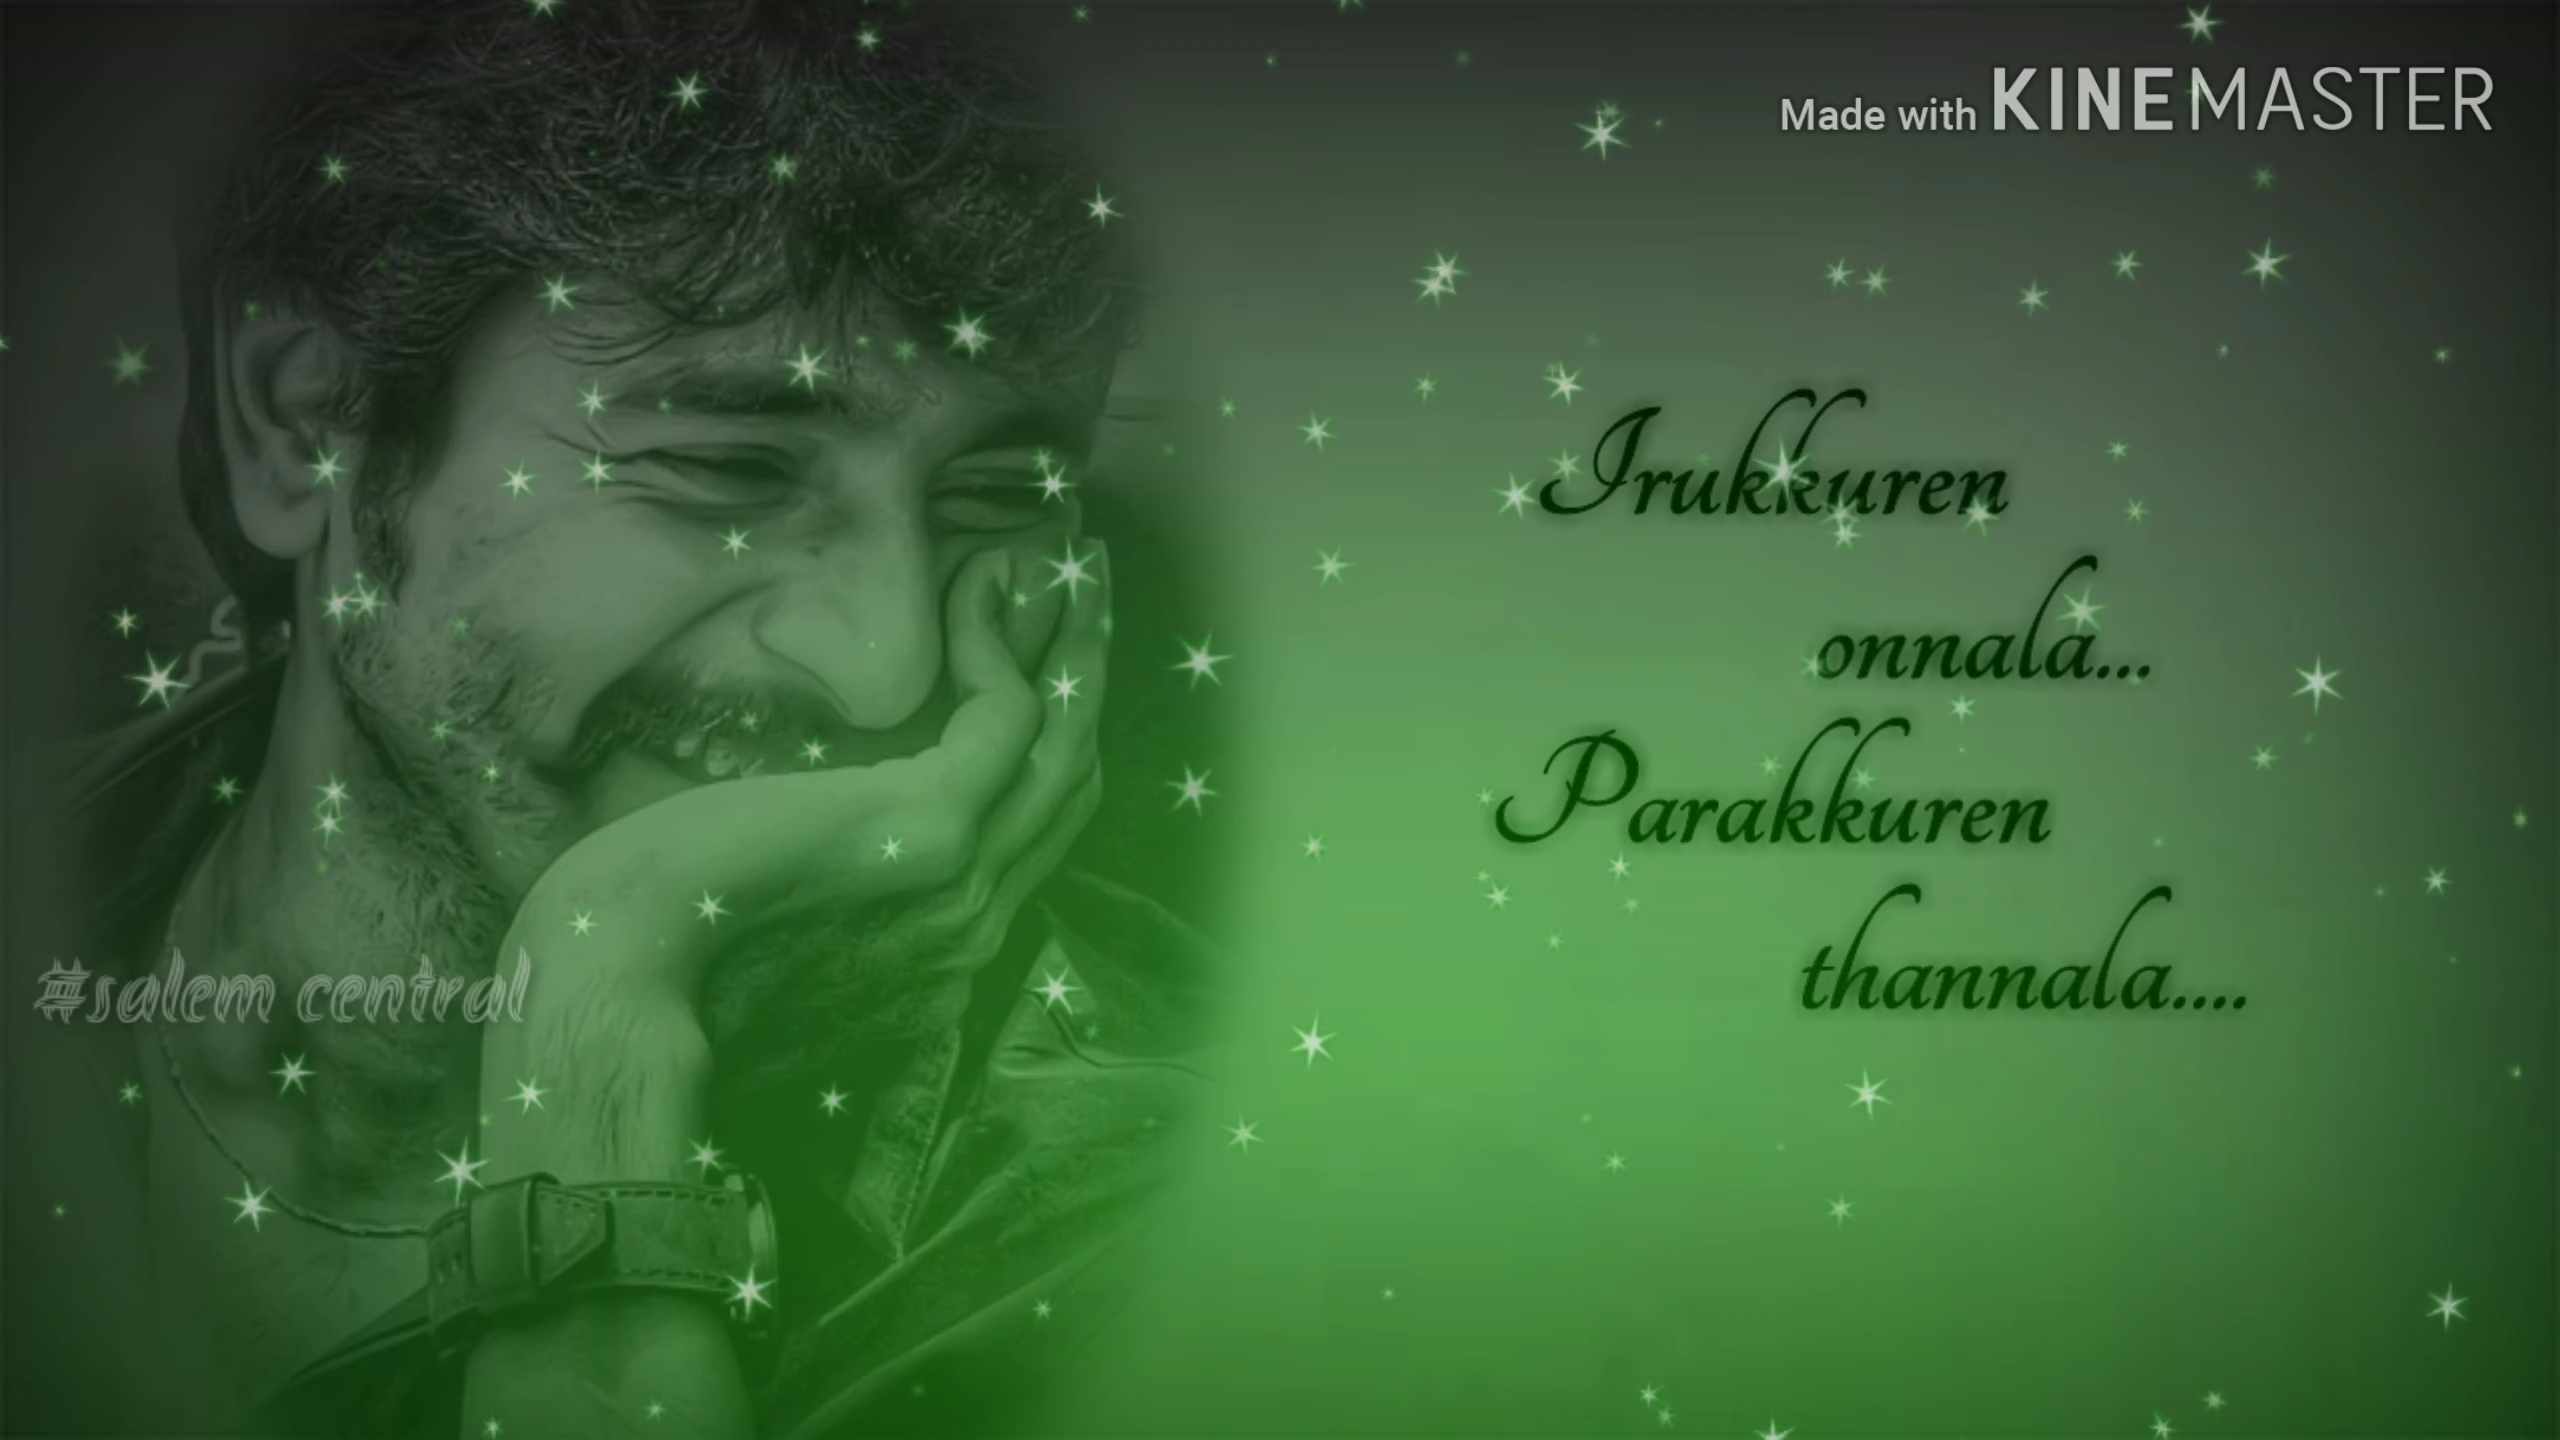 Made with KINEMASTER
Irukkuren
onnala...
Parakkuren
thannala....
#salem central